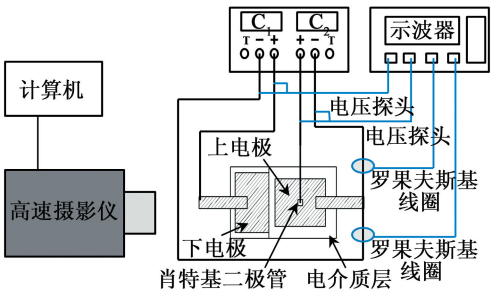 C₁ C₂
T − + + − T
示波器
计算机
电压探头
电压探头
上电极
高速摄影仪
罗果夫斯基
线圈
下电极
罗果夫斯基
线圈
肖特基二极管
电介质层